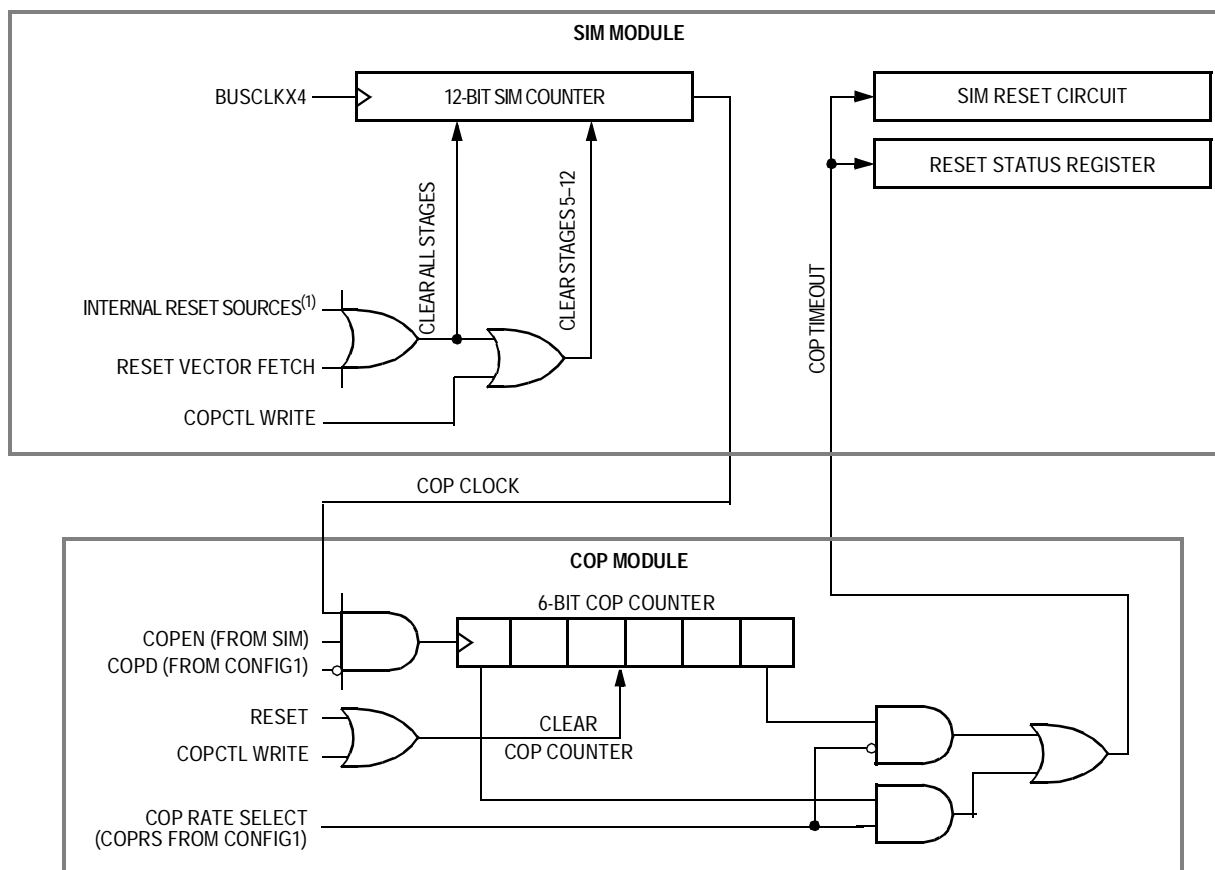 SIM MODULE
BUSCLKX4
12-BIT SIM COUNTER
SIM RESET CIRCUIT
RESET STATUS REGISTER
CLEAR ALL STAGES
CLEAR STAGES 5–12
COP TIMEOUT
INTERNAL RESET SOURCES(1)
RESET VECTOR FETCH
COPCTL WRITE
COP CLOCK
COP MODULE
6-BIT COP COUNTER
COPEN (FROM SIM)
COPD (FROM CONFIG1)
RESET
COPCTL WRITE
CLEAR
COP COUNTER
COP RATE SELECT
(COPRS FROM CONFIG1)